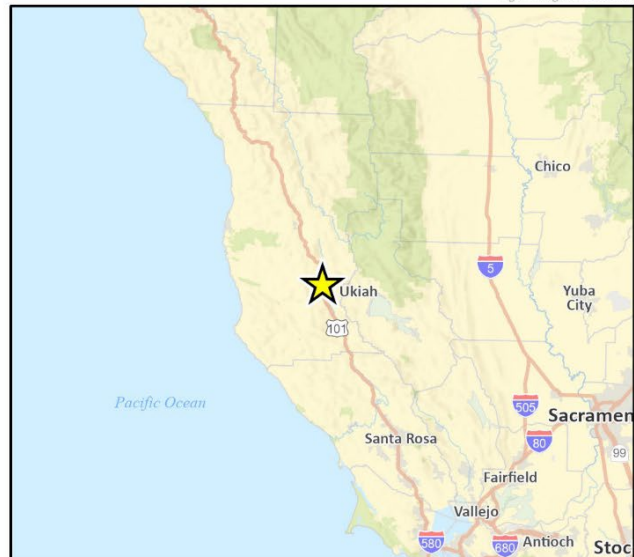 Chico
5
Ukiah
Yuba
City
101
Pacific Ocean
505
Sacramen
Santa Rosa
80
99
Fairfield
Vallejo
580
680
Antioch
Stoc